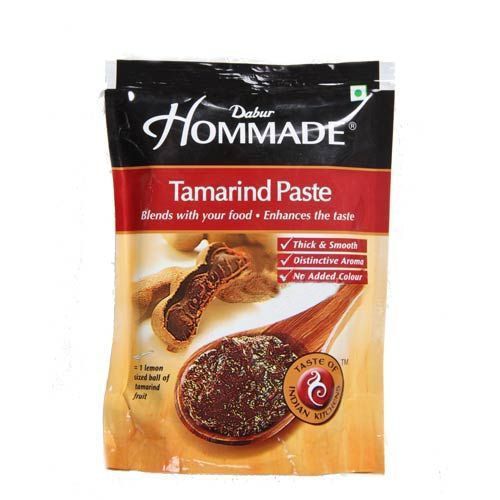 Dabur
HOMMADE®
Tamarind Paste
Blends with your food • Enhances the taste
Thick & Smooth
Distinctive Aroma
No Added Colour
= 1 lemon
sized ball of
tamarind
fruit
TASTE OF
INDIAN KITCHENS
TM